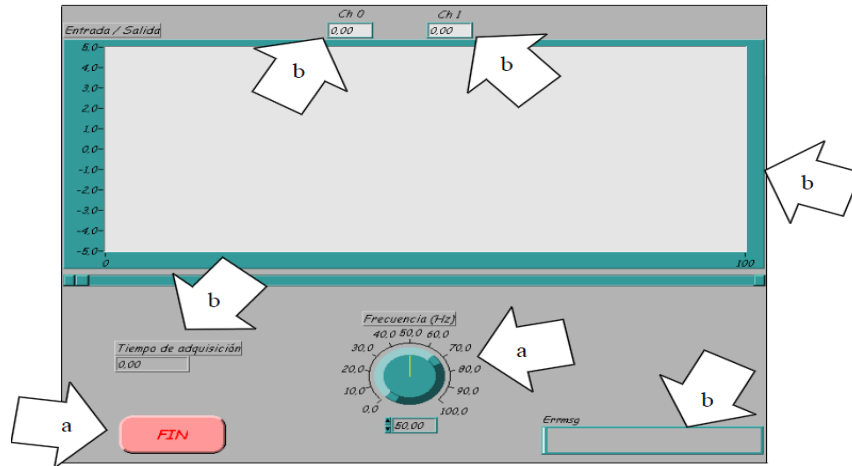 Ch 0 Ch 1
0,00 0,00
Entrada / Salida
b b
5,0
4,0
3,0
2,0
1,0
0,0
-1,0
-2,0
-3,0
-4,0
-5,0
0 100
b
b
Tiempo de adquisición
0,00
Frecuencia (Hz)
0,0 10,0 20,0 30,0 40,0 50,0 60,0 70,0 80,0 90,0 100,0
50,00
a
a
FIN
b
Errmsg